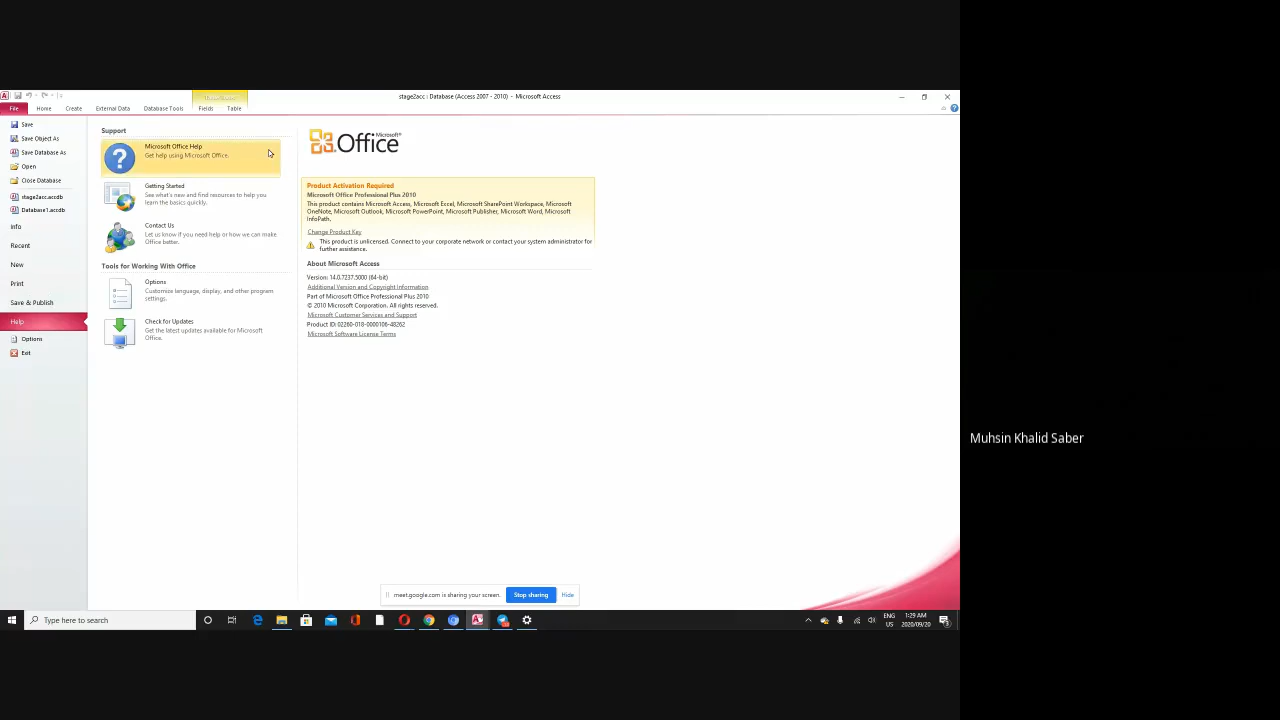 stage2acc : Database (Access 2007 - 2010) - Microsoft Access
File Home Create External Data Database Tools Fields Table
Save
Save Object As
Save Database As
Open
Close Database
stage2acc.accdb
Database1.accdb
Info
Recent
New
Print
Save & Publish
Help
Options
Exit
Support
Microsoft Office Help
Get help using Microsoft Office.
Getting Started
See what's new and find resources to help you
learn the basics quickly.
Contact Us
Let us know if you need help or how we can make
Office better.
Tools for Working With Office
Options
Customize language, display, and other program
settings.
Check for Updates
Get the latest updates available for Microsoft
Office.
Microsoft®
Office
Product Activation Required
Microsoft Office Professional Plus 2010
This product contains Microsoft Access, Microsoft Excel, Microsoft SharePoint Workspace, Microsoft
OneNote, Microsoft Outlook, Microsoft PowerPoint, Microsoft Publisher, Microsoft Word, Microsoft
InfoPath.
Change Product Key
This product is unlicensed. Connect to your corporate network or contact your system administrator for
further assistance.
About Microsoft Access
Version: 14.0.7237.5000 (64-bit)
Additional Version and Copyright Information
Part of Microsoft Office Professional Plus 2010
© 2010 Microsoft Corporation. All rights reserved.
Microsoft Customer Services and Support
Product ID: 02260-018-0000106-48262
Microsoft Software License Terms
meet.google.com is sharing your screen. Stop sharing Hide
Type here to search
ENG
US
1:29 AM
2020/09/20
Muhsin Khalid Saber